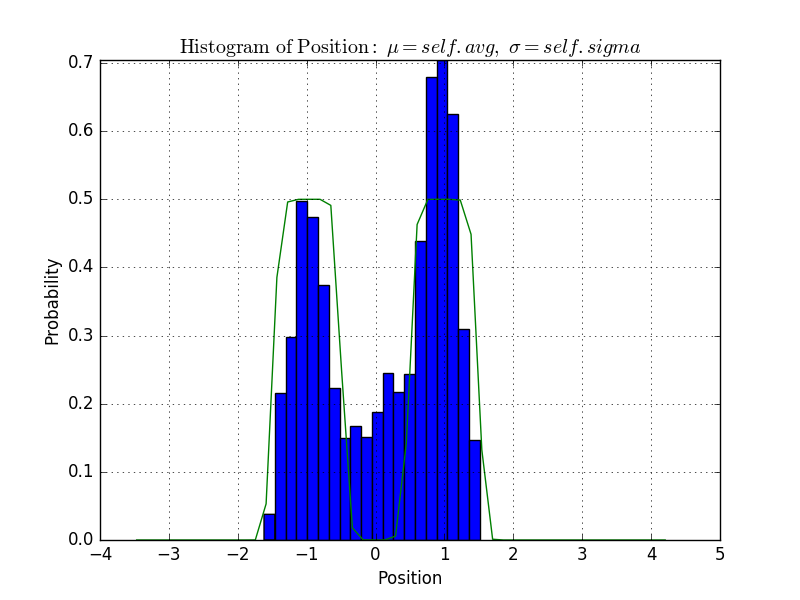 Histogram of Position: μ = self.avg, σ = self.sigma
0.7
0.6
0.5
0.4
0.3
0.2
0.1
0.0
Probability
−4 −3 −2 −1 0 1 2 3 4 5
Position